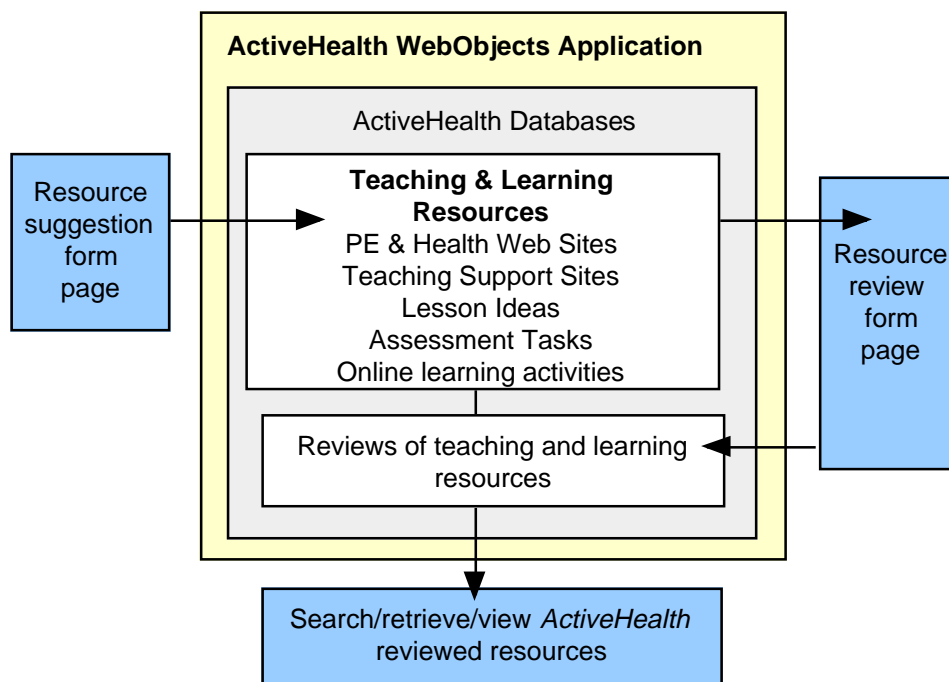 ActiveHealth WebObjects Application
ActiveHealth Databases
Resource
suggestion
form
page
Teaching & Learning
Resources
PE & Health Web Sites
Teaching Support Sites
Lesson Ideas
Assessment Tasks
Online learning activities
Resource
review
form
page
Reviews of teaching and learning
resources
Search/retrieve/view ActiveHealth
reviewed resources